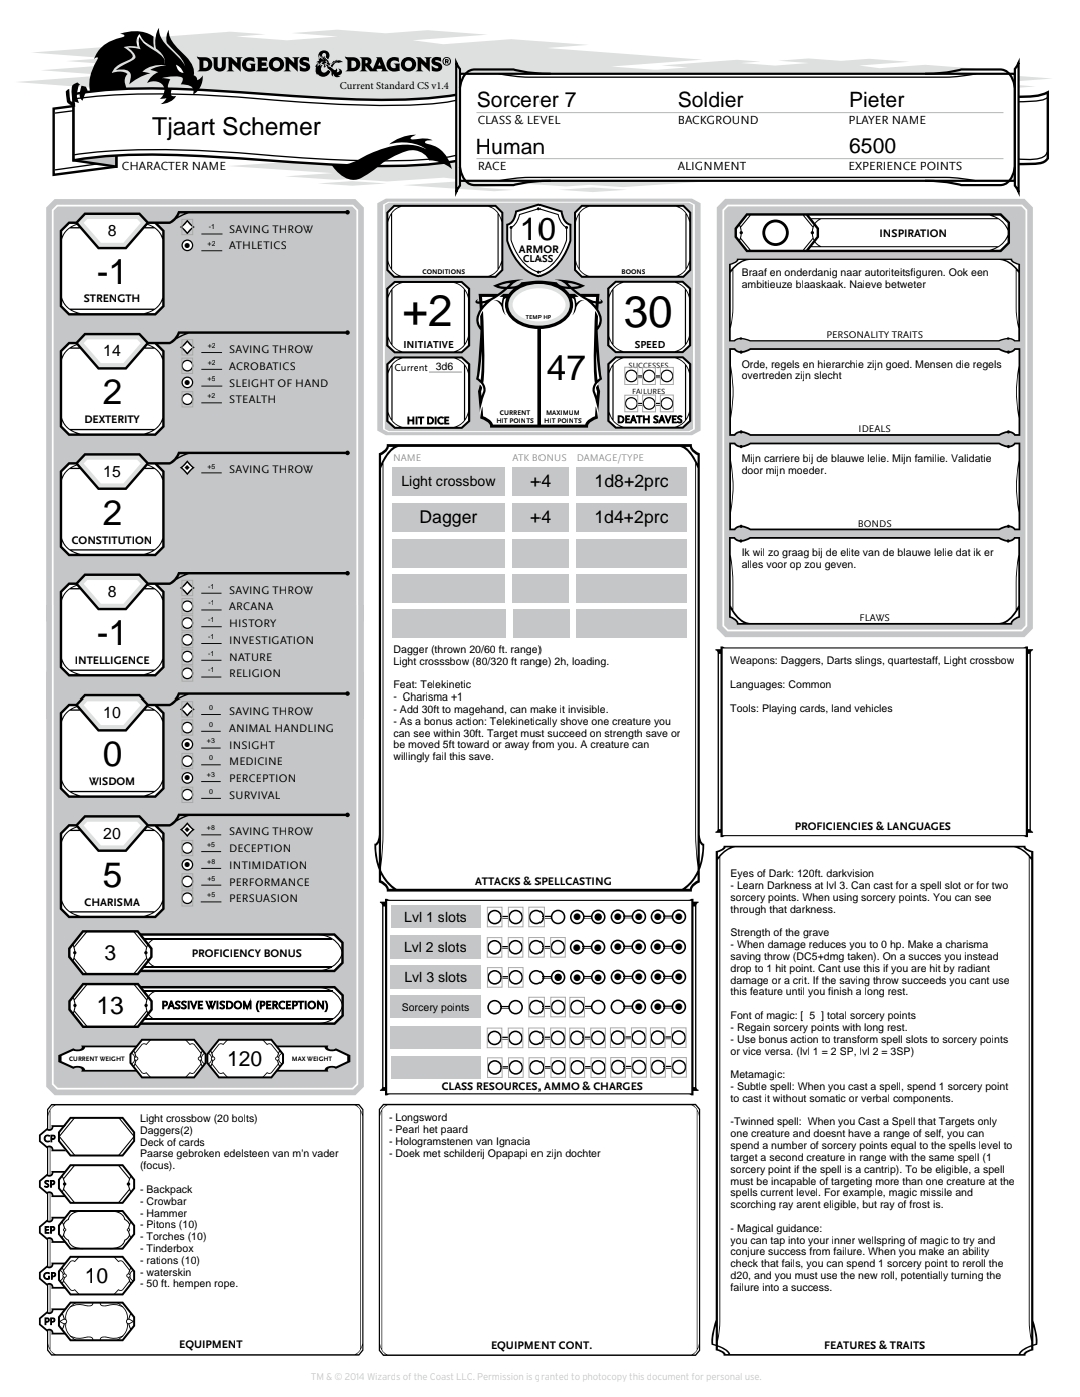 DUNGEONS & DRAGONS®
Current Standard CS v1.4
Tjaart Schemer
CHARACTER NAME
Sorcerer 7
Soldier
Pieter
CLASS & LEVEL
BACKGROUND
PLAYER NAME
Human
6500
RACE
ALIGNMENT
EXPERIENCE POINTS
8
-1
STRENGTH
-1 SAVING THROW
+2 ATHLETICS
14
2
DEXTERITY
+2 SAVING THROW
+2 ACROBATICS
+5 SLEIGHT OF HAND
+2 STEALTH
15
2
CONSTITUTION
+5 SAVING THROW
8
-1
INTELLIGENCE
-1 SAVING THROW
-1 ARCANA
-1 HISTORY
-1 INVESTIGATION
-1 NATURE
-1 RELIGION
10
0
WISDOM
0 SAVING THROW
0 ANIMAL HANDLING
+3 INSIGHT
0 MEDICINE
+3 PERCEPTION
0 SURVIVAL
20
5
CHARISMA
+8 SAVING THROW
+5 DECEPTION
+8 INTIMIDATION
+5 PERFORMANCE
+5 PERSUASION
3
PROFICIENCY BONUS
13
PASSIVE WISDOM (PERCEPTION)
CURRENT WEIGHT
120
MAX WEIGHT
CONDITIONS
10
ARMOR
CLASS
BOONS
+2
INITIATIVE
TEMP HP
30
SPEED
Current 3d6
HIT DICE
47
CURRENT
HIT POINTS
MAXIMUM
HIT POINTS
SUCCESSES
FAILURES
DEATH SAVES
NAME
ATK BONUS
DAMAGE/TYPE
Light crossbow
+4
1d8+2prc
Dagger
+4
1d4+2prc
Dagger (thrown 20/60 ft. range)
Light crosssbow (80/320 ft range) 2h, loading.
Feat: Telekinetic
- Charisma +1
- Add 30ft to magehand, can make it invisible.
- As a bonus action: Telekinetically shove one creature you
can see within 30ft. Target must succeed on strength save or
be moved 5ft toward or away from you. A creature can
willingly fail this save.
ATTACKS & SPELLCASTING
Lvl 1 slots
Lvl 2 slots
Lvl 3 slots
Sorcery points
CLASS RESOURCES, AMMO & CHARGES
INSPIRATION
Braaf en onderdanig naar autoriteitsfiguren. Ook een
ambitieuze blaaskaak. Naieve betweter
PERSONALITY TRAITS
Orde, regels en hierarchie zijn goed. Mensen die regels
overtreden zijn slecht
IDEALS
Mijn carriere bij de blauwe lelie. Mijn familie. Validatie
door mijn moeder.
BONDS
Ik wil zo graag bij de elite van de blauwe lelie dat ik er
alles voor op zou geven.
FLAWS
Weapons: Daggers, Darts slings, quartestaff, Light crossbow
Languages: Common
Tools: Playing cards, land vehicles
PROFICIENCIES & LANGUAGES
Eyes of Dark: 120ft. darkvision
- Learn Darkness at lvl 3. Can cast for a spell slot or for two
sorcery points. When using sorcery points. You can see
through that darkness.
Strength of the grave
- When damage reduces you to 0 hp. Make a charisma
saving throw (DC5+dmg taken). On a succes you instead
drop to 1 hit point. Cant use this if you are hit by radiant
damage or a crit. If the saving throw succeeds you cant use
this feature until you finish a long rest.
Font of magic: [ 5 ] total sorcery points
- Regain sorcery points with long rest.
- Use bonus action to transform spell slots to sorcery points
or vice versa. (lvl 1 = 2 SP, lvl 2 = 3SP)
Metamagic:
- Subtle spell: When you cast a spell, spend 1 sorcery point
to cast it without somatic or verbal components.
-Twinned spell: When you Cast a Spell that Targets only
one creature and doesnt have a range of self, you can
spend a number of sorcery points equal to the spells level to
target a second creature in range with the same spell (1
sorcery point if the spell is a cantrip). To be eligible, a spell
must be incapable of targeting more than one creature at the
spells current level. For example, magic missile and
scorching ray arent eligible, but ray of frost is.
- Magical guidance:
you can tap into your inner wellspring of magic to try and
conjure success from failure. When you make an ability
check that fails, you can spend 1 sorcery point to reroll the
d20, and you must use the new roll, potentially turning the
failure into a success.
FEATURES & TRAITS
CP
SP
EP
GP
10
PP
Light crossbow (20 bolts)
Daggers(2)
Deck of cards
Paarse gebroken edelsteen van m'n vader
(focus).
- Backpack
- Crowbar
- Hammer
- Pitons (10)
- Torches (10)
- Tinderbox
- rations (10)
- waterskin
- 50 ft. hempen rope.
EQUIPMENT
- Longsword
- Pearl het paard
- Hologramstenen van Ignacia
- Doek met schilderij Opapapi en zijn dochter
EQUIPMENT CONT.
TM & © 2014 Wizards of the Coast LLC. Permission is granted to photocopy this document for personal use.